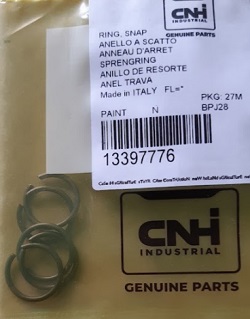 CNH
INDUSTRIAL
GENUINE PARTS
RING, SNAP
ANELLO A SCATTO
ANNEAU D'ARRET
SPRENGRING
ANILLO DE RESORTE
ANEL TRAVA
Made in ITALY FL="
PKG: 27M
PAINT N BPJ28
13397776
CNH
INDUSTRIAL
GENUINE PARTS